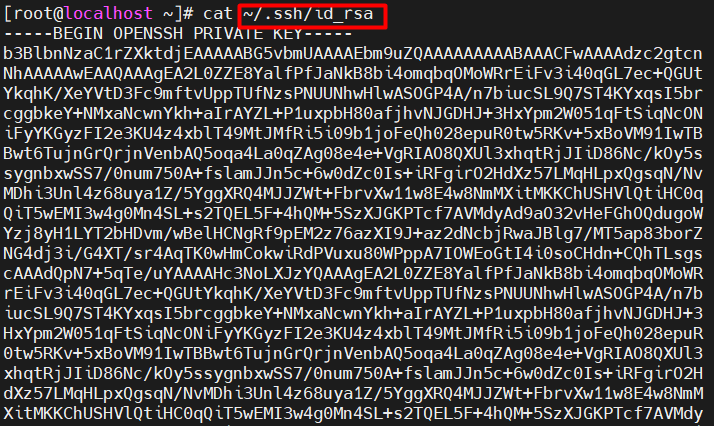 [root@localhost ~]# cat ~/.ssh/id_rsa
-----BEGIN OPENSSH PRIVATE KEY-----
b3BlbnNzaC1rZXktdjEAAAAABG5vbmUAAAAEbm9uZQAAAAAAAAABAAACFwAAAAdzc2gtcn
NhAAAAAwEAAQAAAgEA2L0ZZE8YalfPfJaNkB8bi4omqbqOMoWRrEiFv3i40qGL7ec+QGUt
YkqhK/XeYVtD3Fc9mftvUppTUfNzsPNUUNhwHlwASOGP4A/n7biucSL9Q7ST4KYxqsI5br
cggbkeY+NMxaNcwnYkh+aIrAYZL+P1uxpbH80afjhvNJGDHJ+3HxYpm2W051qFtSiqNcON
iFyYKGyzFI2e3KU4z4xblT49MtJMfRi5i09b1joFeQh028epuR0tw5RKv+5xBoVM91IwTB
Bwt6TujnGrQrjnVenbAQ5oqa4La0qZAg08e4e+VgRIAO8QXUl3xhqtRjJIiD86Nc/kOy5s
sygnbxwSS7/0num750A+fslamJJn5c+6w0dZc0Is+iRFgirO2HdXz57LMqHLpxQgsqN/Nv
MDhi3Unl4z68uya1Z/5YggXRQ4MJJZWt+FbrvXw11w8E4w8NmMXitMKKChUSHVlQtiHC0q
QiT5wEMI3w4g0Mn4SL+s2TQEL5F+4hQM+5SzXJGKPTcf7AVMdyAd9aO32vHeFGhOQdugoW
Yzj8yH1LYT2bHDvm/wBelHCNgRf9pEM2z76azXI9J+az2dNcbjRwaJBlg7/MT5ap83borZ
NG4dj3i/G4XT/sr4AqTK0wHmCokwiRdPVuxu80WPppA7IOWEoGtI4i0soCHdn+CQhTLsgs
cAAAdQpN7+5qTe/uYAAAAHc3NoLXJzYQAAAgEA2L0ZZE8YalfPfJaNkB8bi4omqbqOMoWR
rEiFv3i40qGL7ec+QGUtYkqhK/XeYVtD3Fc9mftvUppTUfNzsPNUUNhwHlwASOGP4A/n7b
iucSL9Q7ST4KYxqsI5brcggbkeY+NMxaNcwnYkh+aIrAYZL+P1uxpbH80afjhvNJGDHJ+3
HxYpm2W051qFtSiqNcONiFyYKGyzFI2e3KU4z4xblT49MtJMfRi5i09b1joFeQh028epuR
0tw5RKv+5xBoVM91IwTBBwt6TujnGrQrjnVenbAQ5oqa4La0qZAg08e4e+VgRIAO8QXUl3
xhqtRjJIiD86Nc/kOy5ssygnbxwSS7/0num750A+fslamJJn5c+6w0dZc0Is+iRFgirO2H
dXz57LMqHLpxQgsqN/NvMDhi3Unl4z68uya1Z/5YggXRQ4MJJZWt+FbrvXw11w8E4w8NmM
XitMKKChUSHVlQtiHC0qQiT5wEMI3w4g0Mn4SL+s2TQEL5F+4hQM+5SzXJGKPTcf7AVMdy